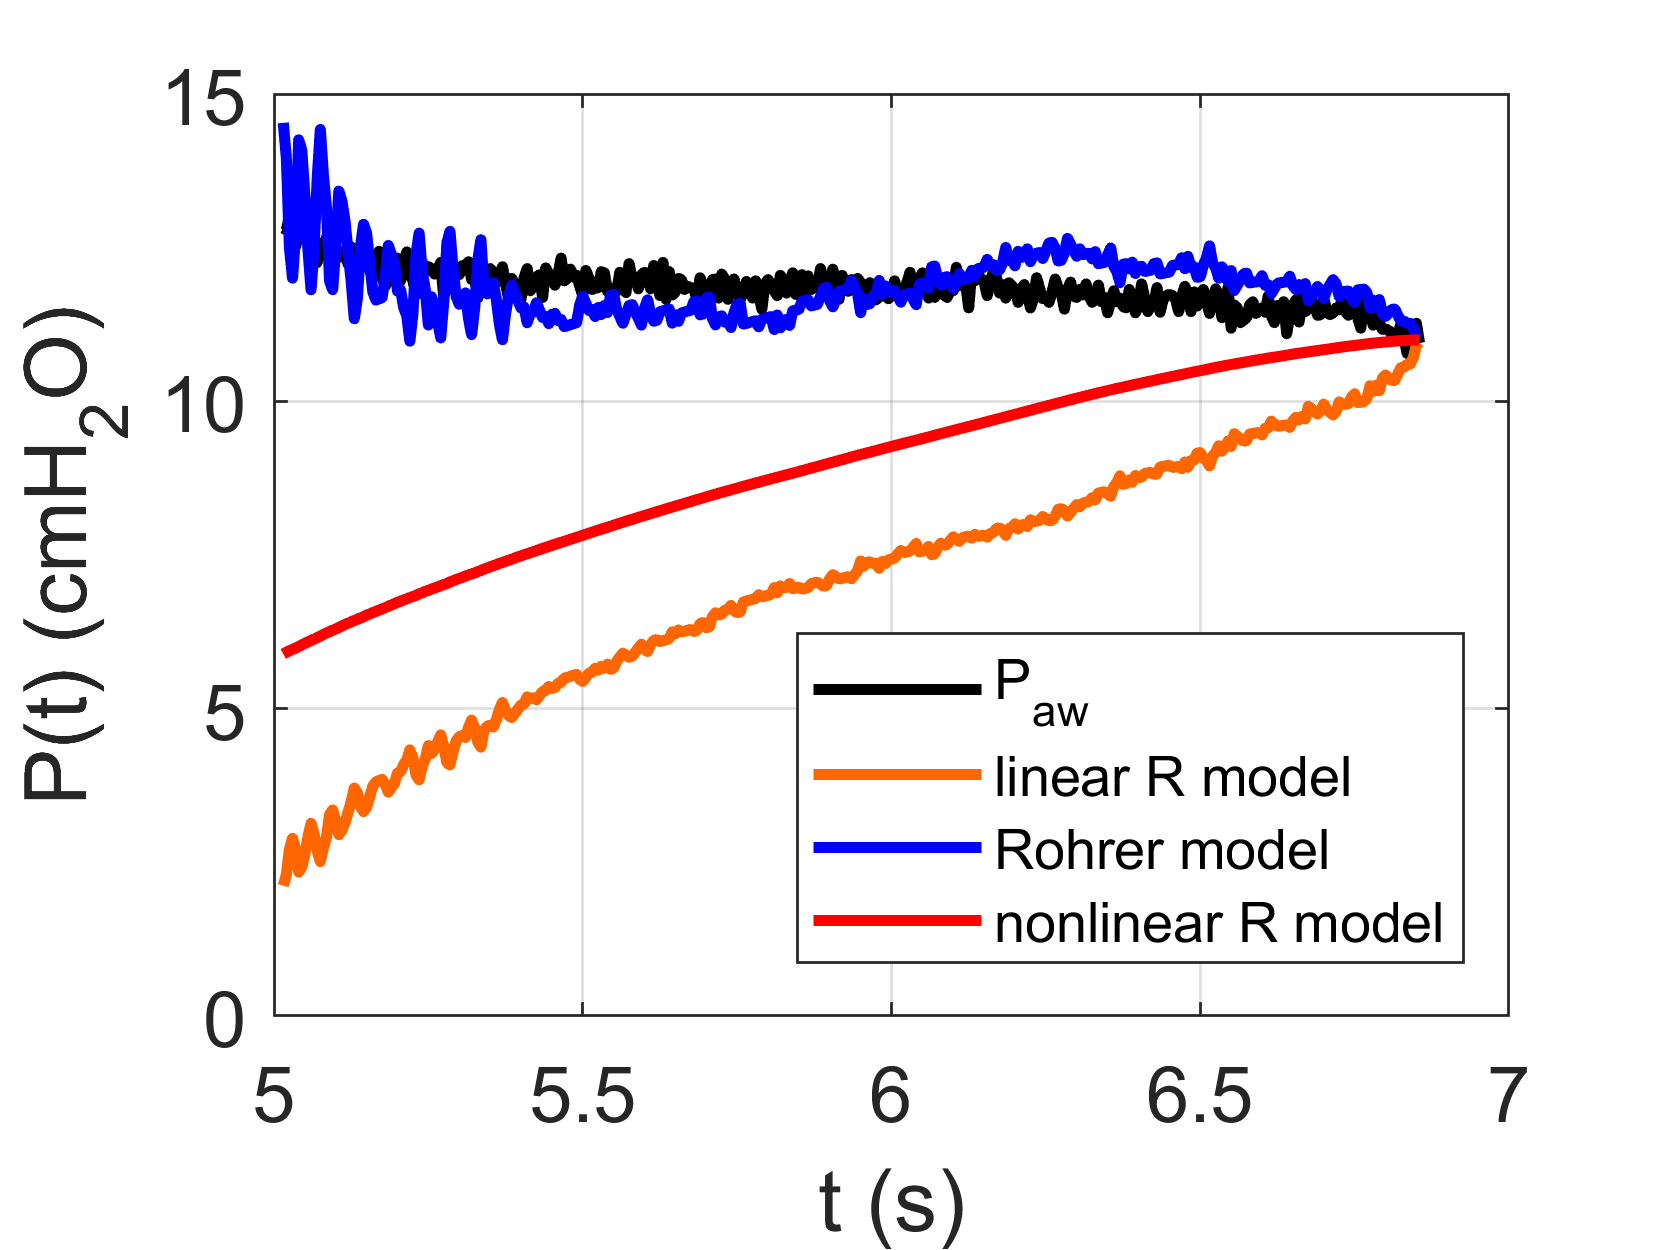 P(t) (cmH2O)
15
10
5
0
Paw
linear R model
Rohrer model
nonlinear R model
5 5.5 6 6.5 7
t (s)